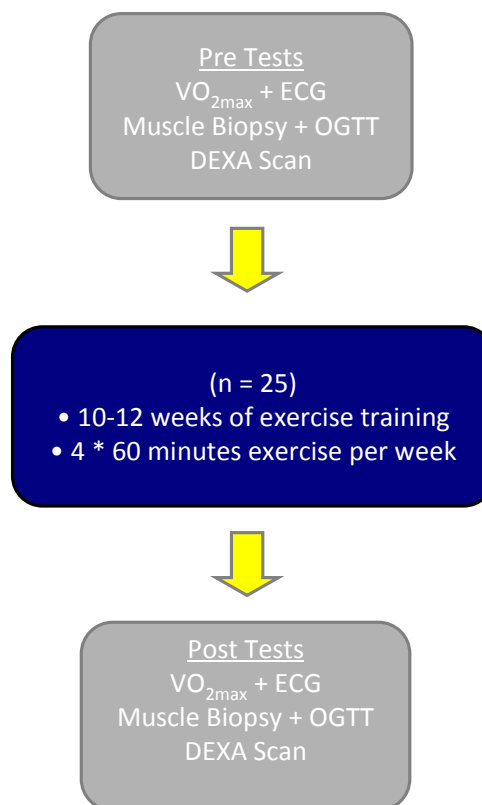 Pre Tests
VO2max + ECG
Muscle Biopsy + OGTT
DEXA Scan
(n = 25)
• 10-12 weeks of exercise training
• 4 * 60 minutes exercise per week
Post Tests
VO2max + ECG
Muscle Biopsy + OGTT
DEXA Scan